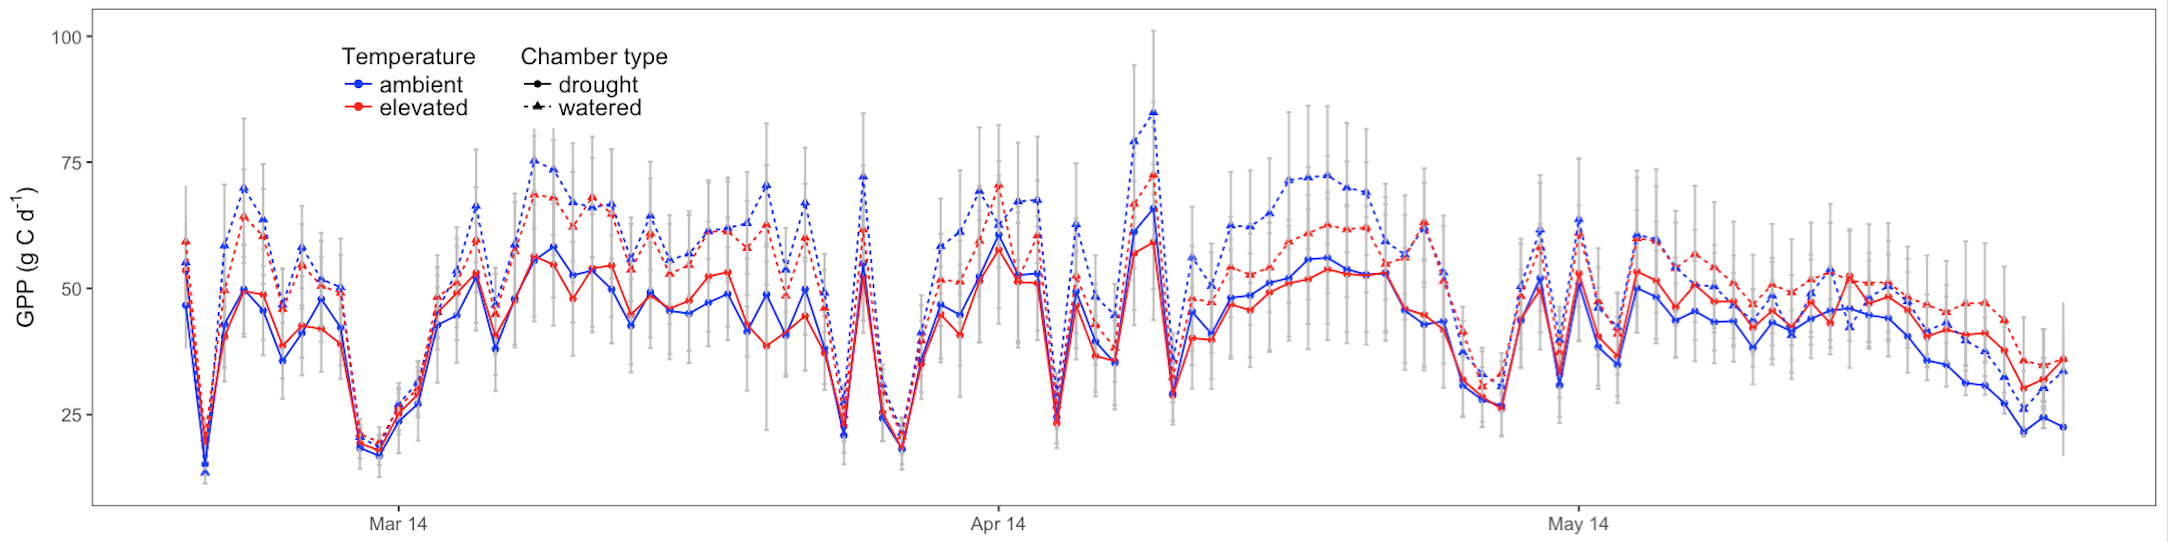 100
75
50
25
GPP (g C d⁻¹)
Temperature
ambient
elevated
Chamber type
drought
watered
Mar 14
Apr 14
May 14